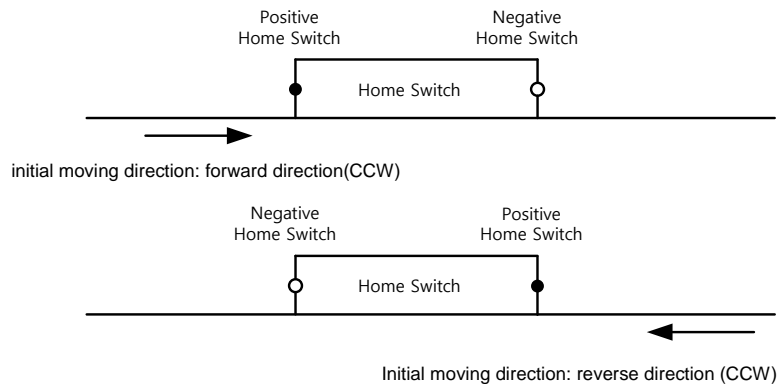 Positive
Home Switch
Negative
Home Switch
Home Switch
initial moving direction: forward direction(CCW)
Negative
Home Switch
Positive
Home Switch
Home Switch
Initial moving direction: reverse direction (CCW)